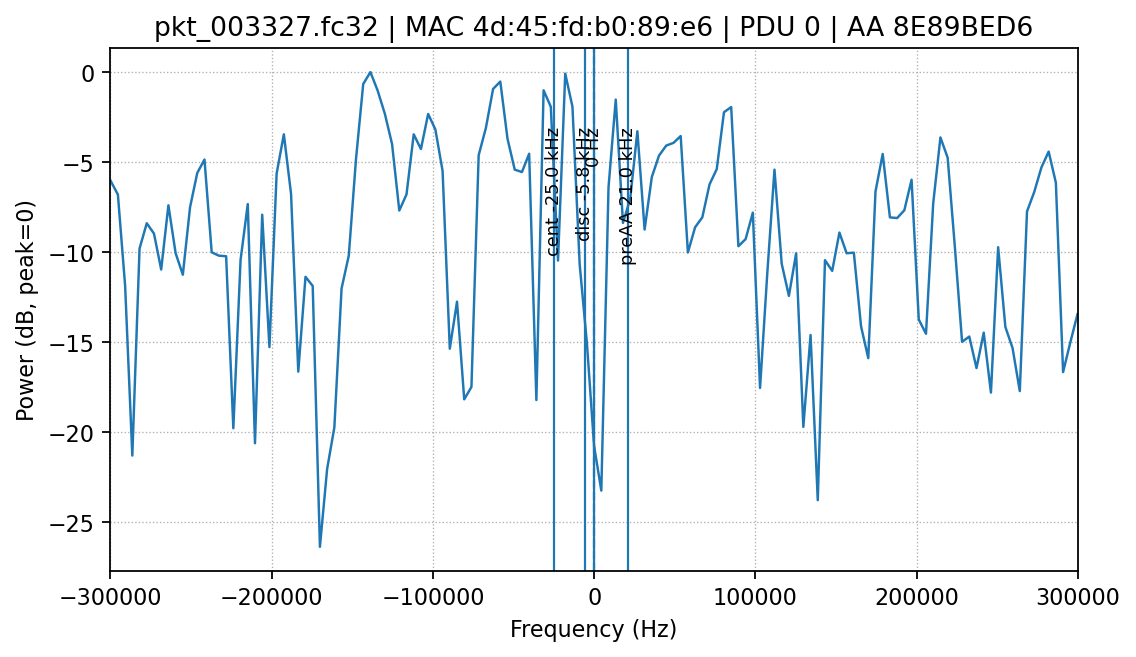 pkt_003327.fc32 | MAC 4d:45:fd:b0:89:e6 | PDU 0 | AA 8E89BED6
Power (dB, peak=0)
0
−5
−10
−15
−20
−25
cent -25.0 kHz
disc -5.8 kHz
0 Hz
preAA 21.0 kHz
−300000
−200000
−100000
0
100000
200000
300000
Frequency (Hz)